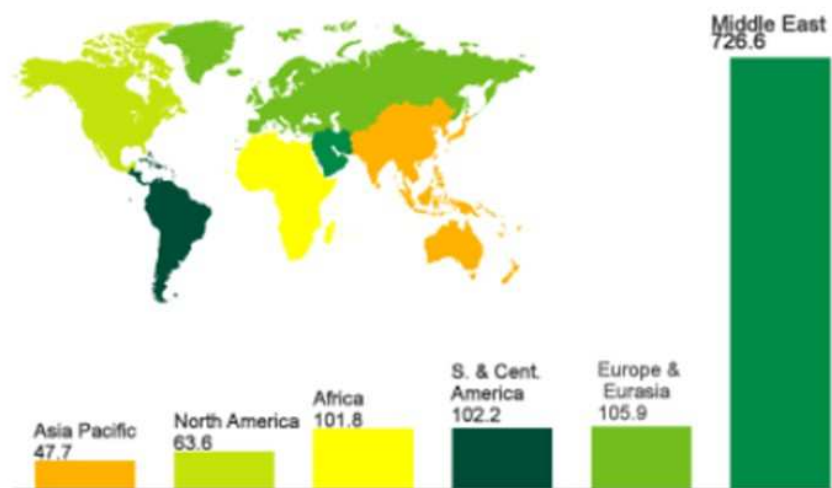 Middle East
726.6
Asia Pacific
47.7
North America
63.6
Africa
101.8
S. & Cent.
America
102.2
Europe &
Eurasia
105.9